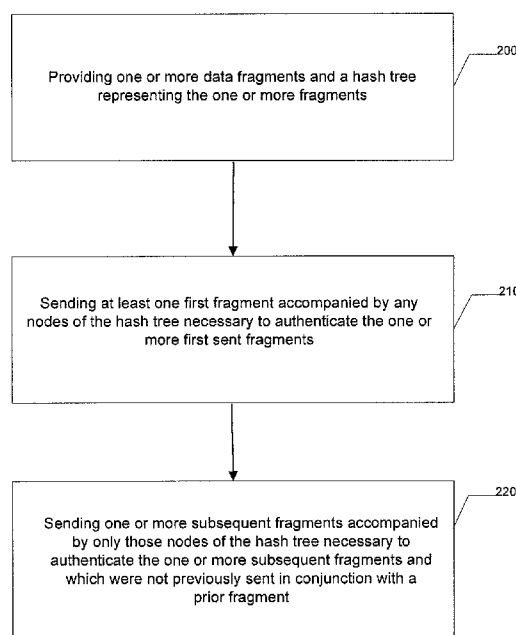 200
Providing one or more data fragments and a hash tree
representing the one or more fragments
210
Sending at least one first fragment accompanied by any
nodes of the hash tree necessary to authenticate the one or
more first sent fragments
220
Sending one or more subsequent fragments accompanied
by only those nodes of the hash tree necessary to
authenticate the one or more subsequent fragments and
which were not previously sent in conjunction with a
prior fragment